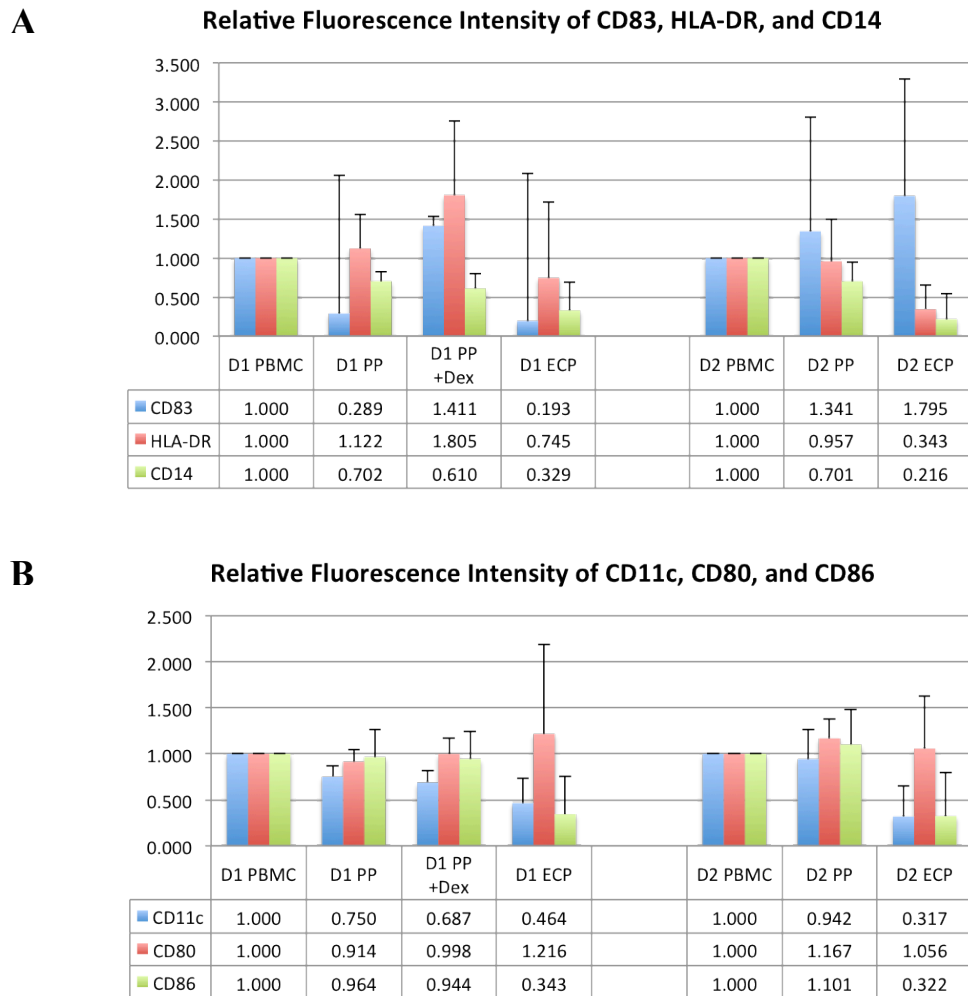 A
Relative Fluorescence Intensity of CD83, HLA-DR, and CD14
3.500
3.000
2.500
2.000
1.500
1.000
0.500
0.000
D1 PBMC D1 PP D1 PP +Dex D1 ECP D2 PBMC D2 PP D2 ECP
CD83 1.000 0.289 1.411 0.193 1.000 1.341 1.795
HLA-DR 1.000 1.122 1.805 0.745 1.000 0.957 0.343
CD14 1.000 0.702 0.610 0.329 1.000 0.701 0.216
B
Relative Fluorescence Intensity of CD11c, CD80, and CD86
2.500
2.000
1.500
1.000
0.500
0.000
D1 PBMC D1 PP D1 PP +Dex D1 ECP D2 PBMC D2 PP D2 ECP
CD11c 1.000 0.750 0.687 0.464 1.000 0.942 0.317
CD80 1.000 0.914 0.998 1.216 1.000 1.167 1.056
CD86 1.000 0.964 0.944 0.343 1.000 1.101 0.322